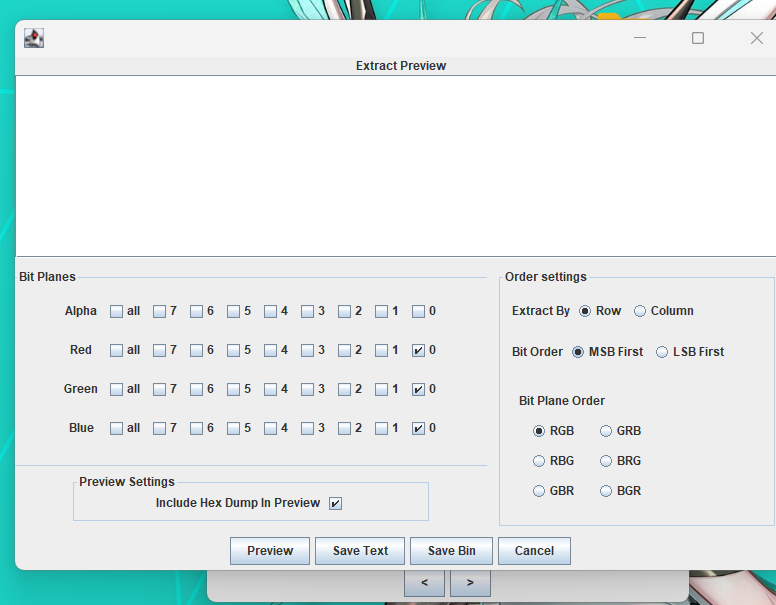 Extract Preview
Bit Planes
Alpha all 7 6 5 4 3 2 1 0
Red all 7 6 5 4 3 2 1 0
Green all 7 6 5 4 3 2 1 0
Blue all 7 6 5 4 3 2 1 0
Preview Settings
Include Hex Dump In Preview
Order settings
Extract By Row Column
Bit Order MSB First LSB First
Bit Plane Order
RGB GRB
RBG BRG
GBR BGR
Preview Save Text Save Bin Cancel
< >